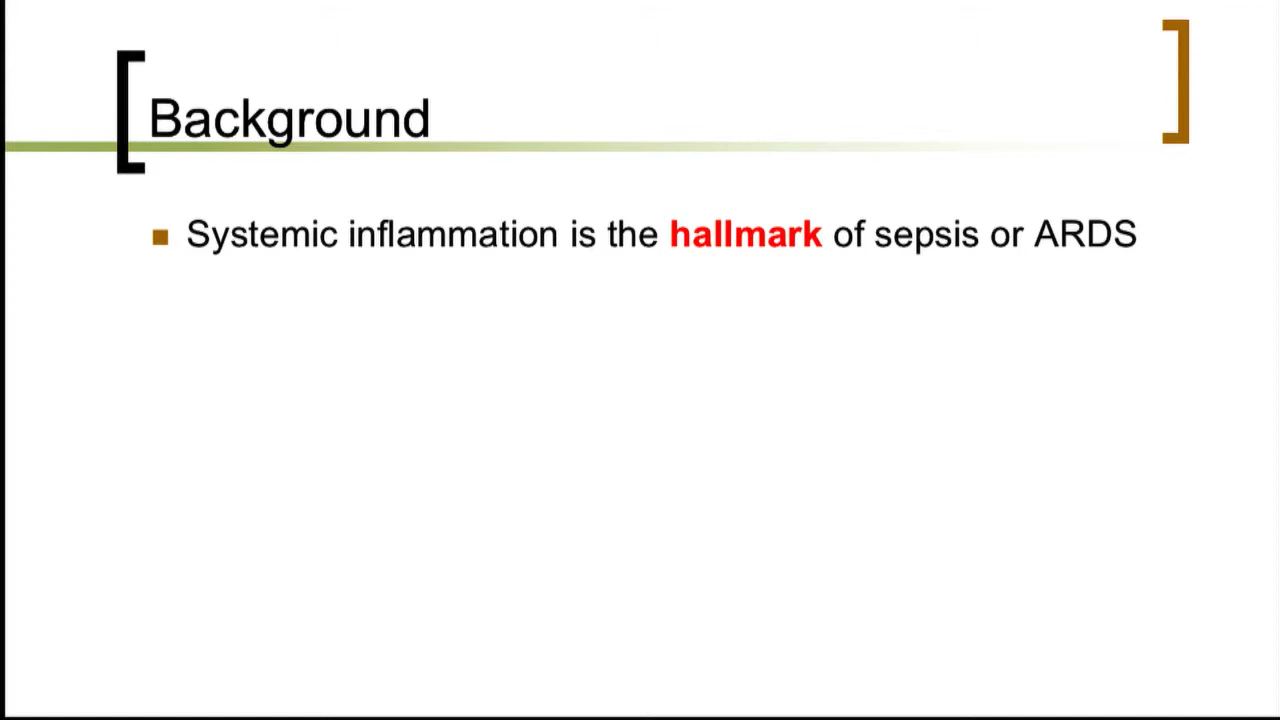 Background
Systemic inflammation is the hallmark of sepsis or ARDS